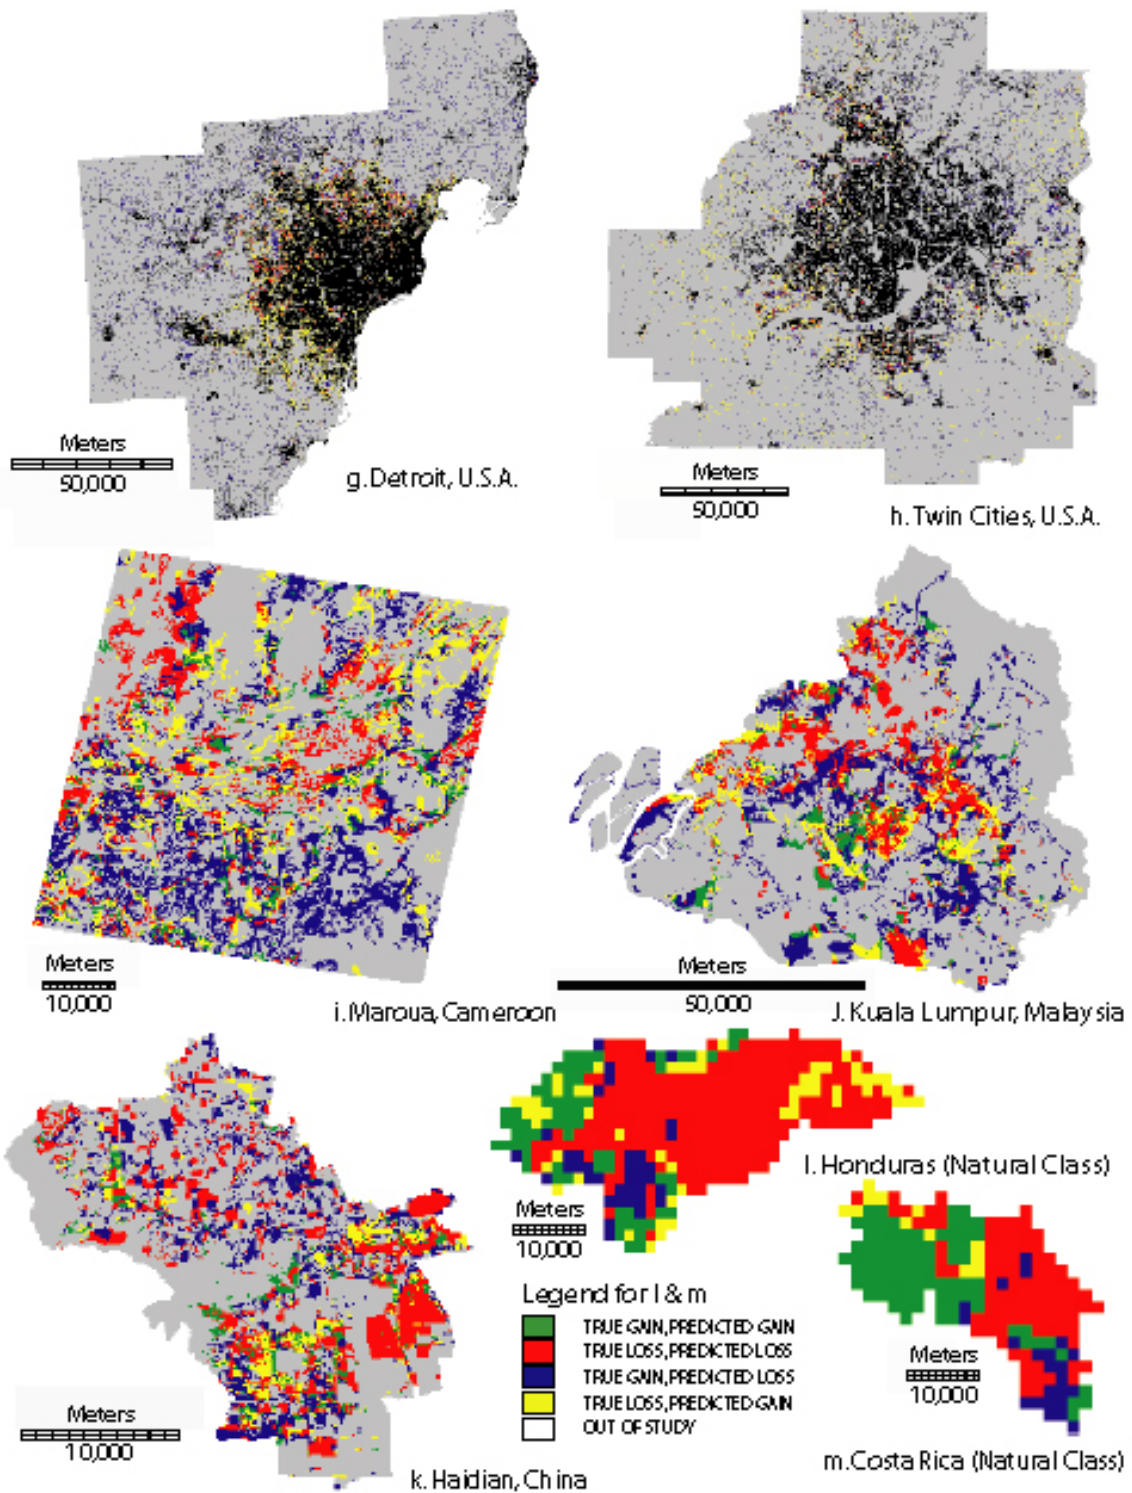 Meters
50,000
g. Detroit, U.S.A.
Meters
50,000
h. Twin Cities, U.S.A.
Meters
10,000
i. Maroua, Cameroon
Meters
50,000
J. Kuala Lumpur, Malaysia
l. Honduras (Natural Class)
Meters
10,000
Legend for l & m
TRUE GAIN, PREDICTED GAIN
TRUE LOSS, PREDICTED LOSS
TRUE GAIN, PREDICTED LOSS
TRUE LOSS, PREDICTED GAIN
OUT OF STUDY
Meters
10,000
m. Costa Rica (Natural Class)
Meters
10,000
k. Haidian, China